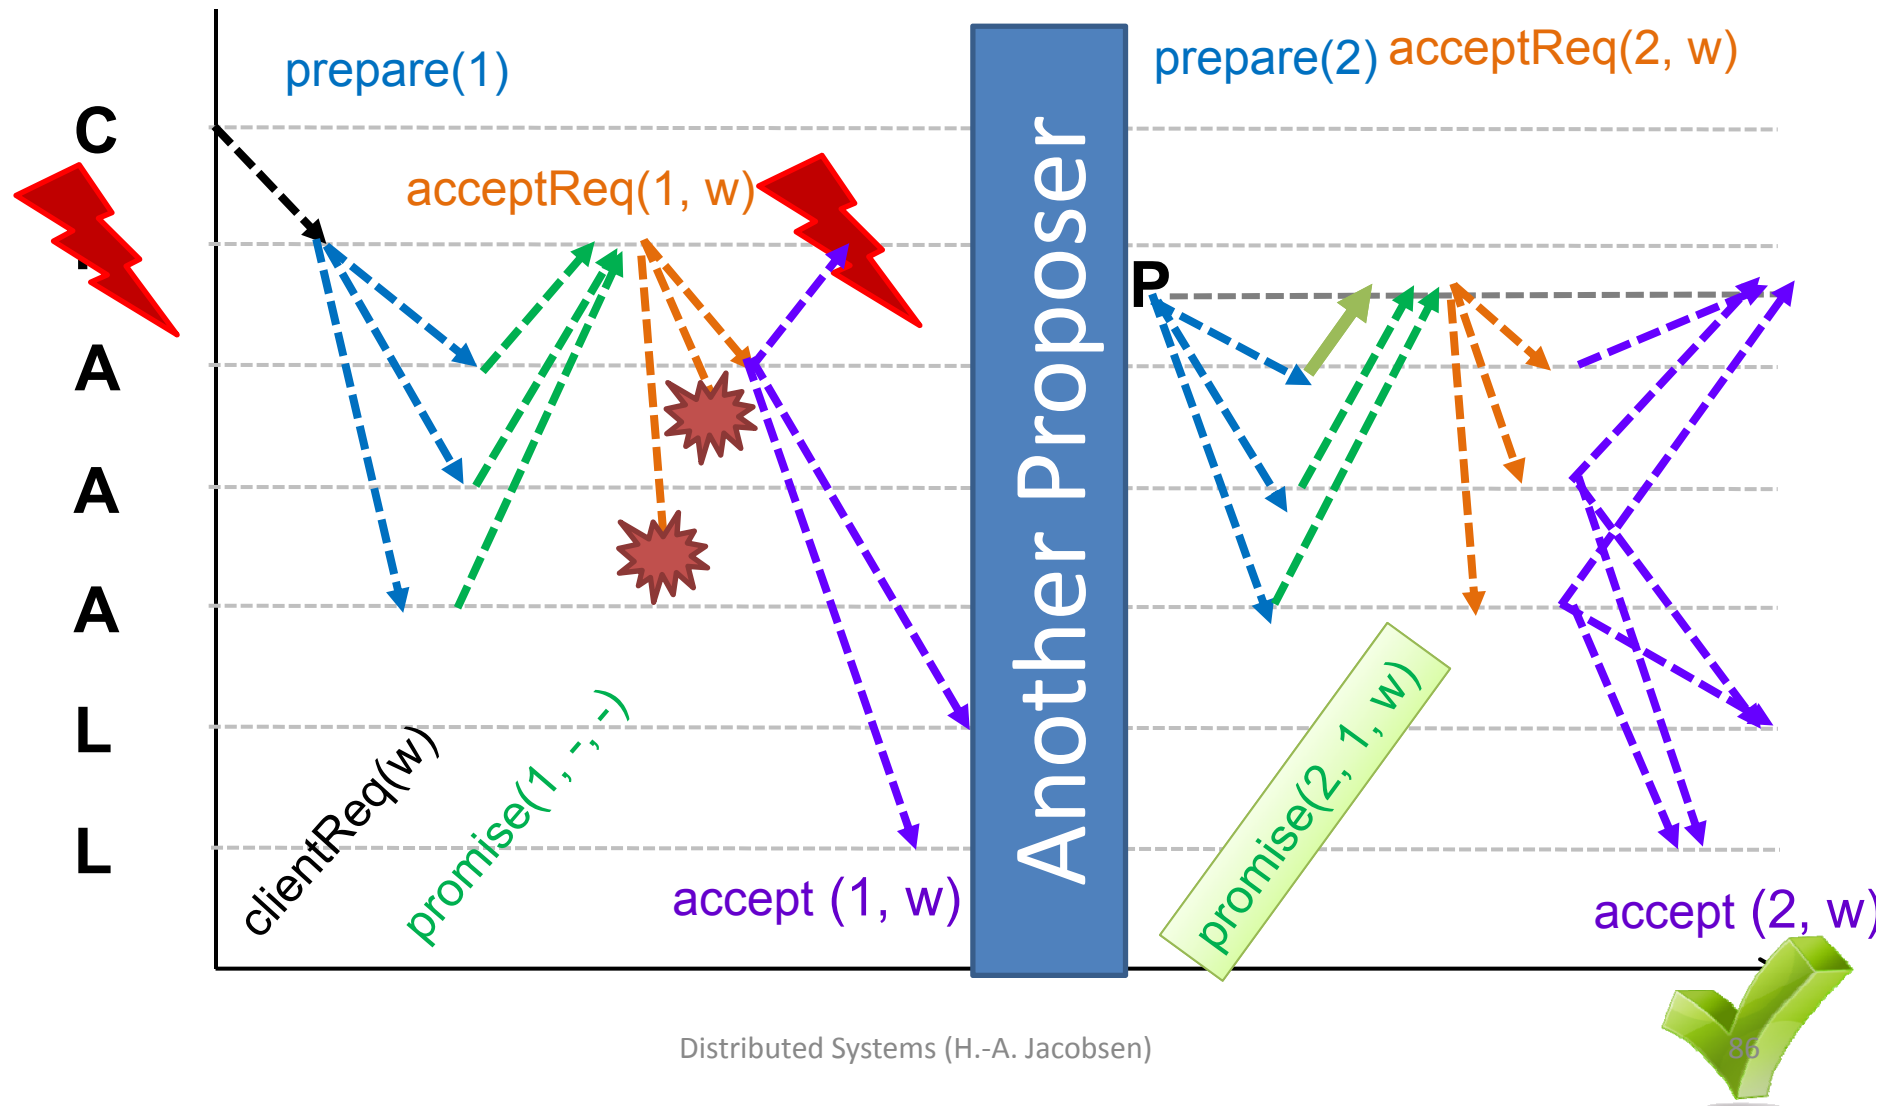 prepare(1)
prepare(2)
acceptReq(2, w)
C
acceptReq(1, w)
P
A
A
A
L
L
Another Proposer
clientReq(w)
promise(1, -,-)
promise(2, 1, w)
accept (1, w)
accept (2, w)
Distributed Systems (H.-A. Jacobsen)
86